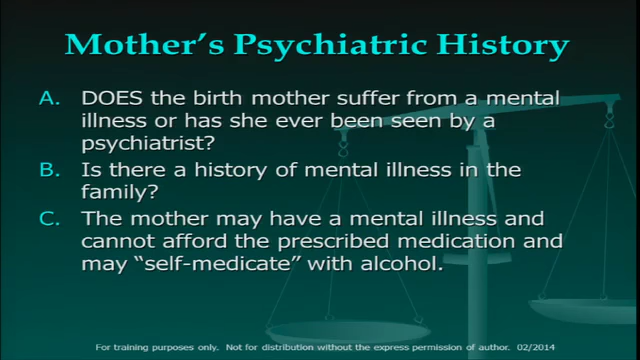 Mother's Psychiatric History
A. DOES the birth mother suffer from a mental
illness or has she ever been seen by a
psychiatrist?
B. Is there a history of mental illness in the
family?
C. The mother may have a mental illness and
cannot afford the prescribed medication and
may “self-medicate” with alcohol.
For training purposes only. Not for distribution without the express permission of author. 02/2014